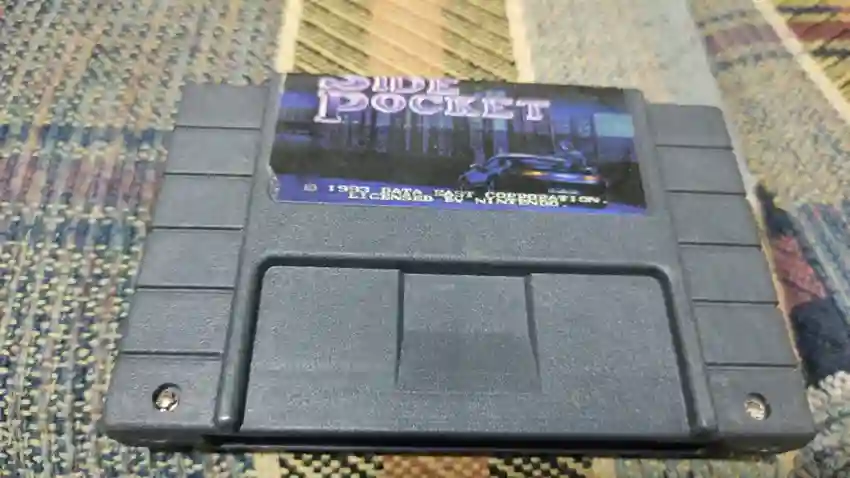 SIDE
POCKET
© 1993 DATA EAST CORPORATION.
LICENSED BY NINTENDO.